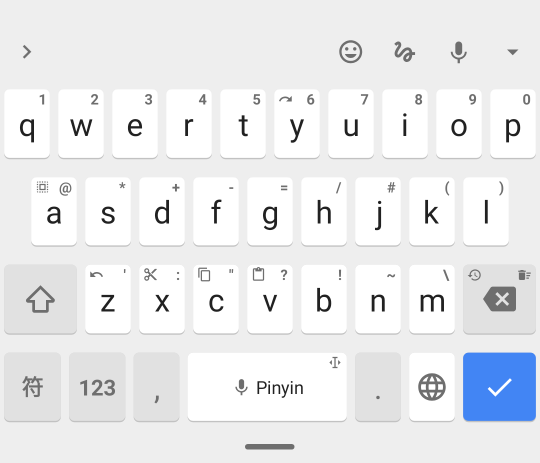 1 2 3 4 5 6 7 8 9 0
q w e r t y u i o p
@ * + - = / # ( )
a s d f g h j k l
' : " ? ! ~ \
z x c v b n m
符 123 , Pinyin .